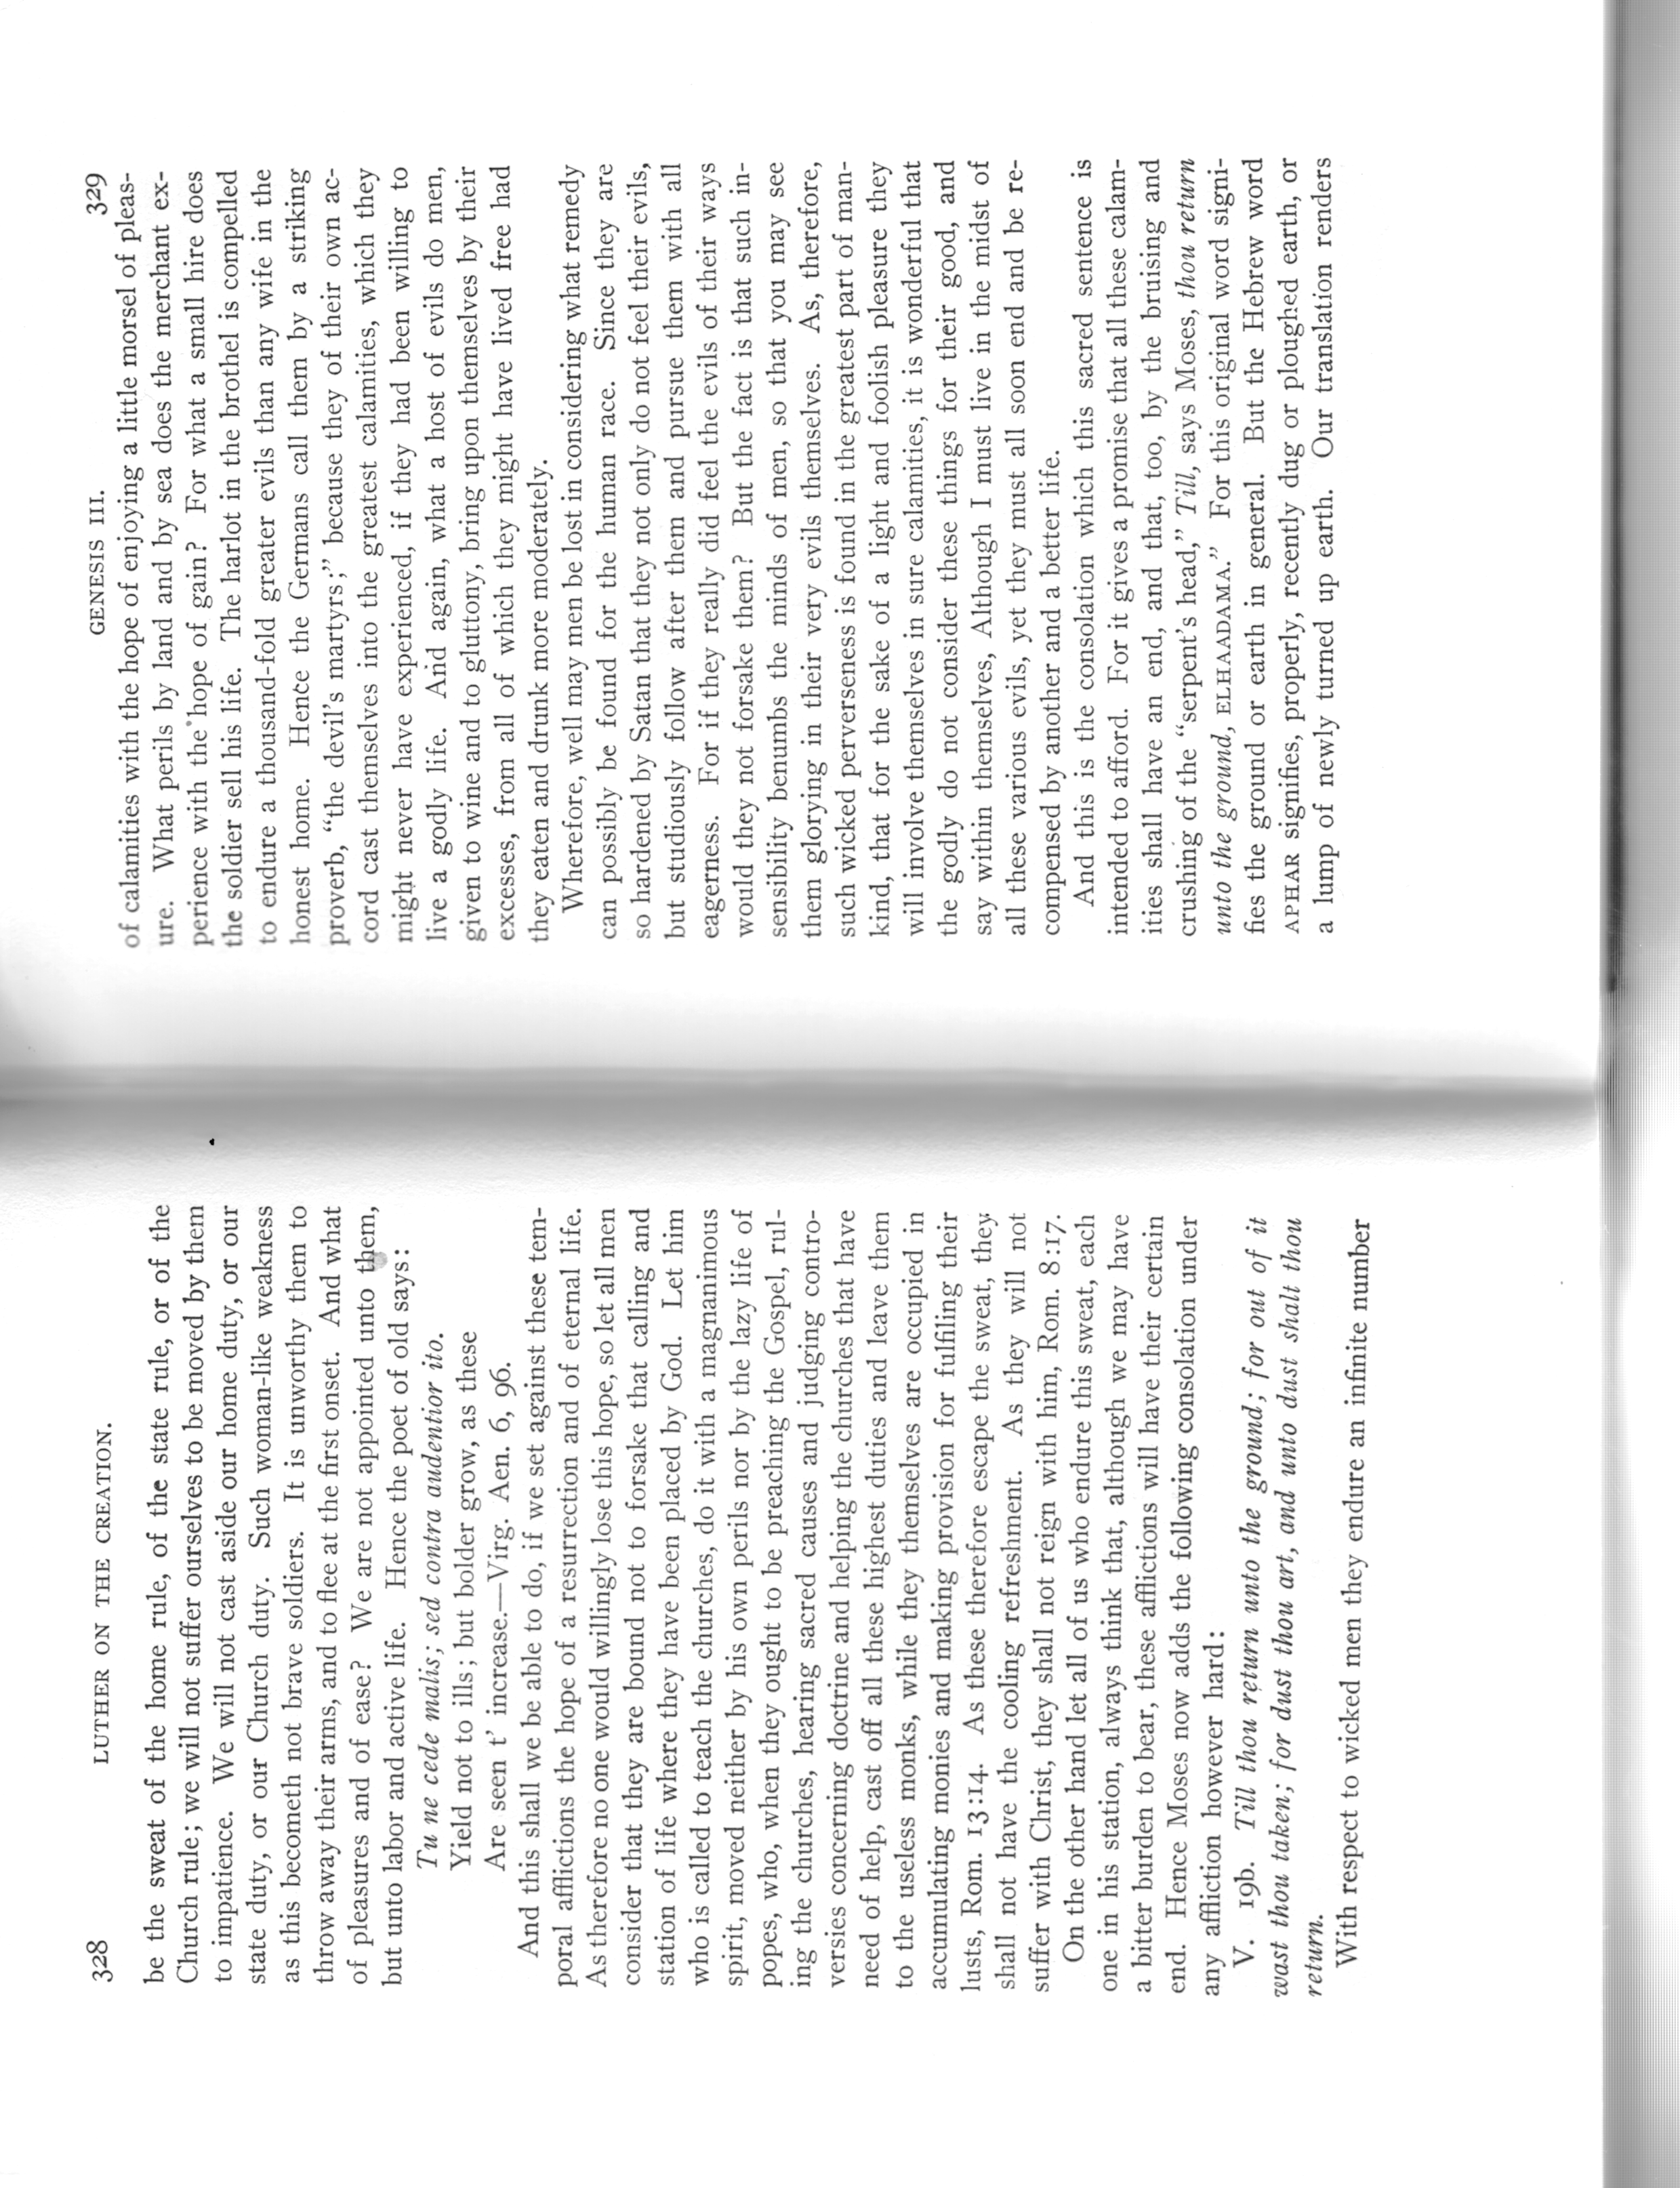 328 LUTHER ON THE CREATION.
be the sweat of the home rule, of the state rule, or of the
Church rule; we will not suffer ourselves to be moved by them
to impatience. We will not cast aside our home duty, or our
state duty, or our Church duty. Such woman-like weakness
as this becometh not brave soldiers. It is unworthy them to
throw away their arms, and to flee at the first onset. And what
of pleasures and of ease? We are not appointed unto them,
but unto labor and active life. Hence the poet of old says:
Tu ne cede malis; sed contra audentior ito.
Yield not to ills; but bolder grow, as these
Are seen t' increase.—Virg. Aen. 6, 96.
And this shall we be able to do, if we set against these tem-
poral afflictions the hope of a resurrection and of eternal life.
As therefore no one would willingly lose this hope, so let all men
consider that they are bound not to forsake that calling and
station of life where they have been placed by God. Let him
who is called to teach the churches, do it with a magnanimous
spirit, moved neither by his own perils nor by the lazy life of
popes, who, when they ought to be preaching the Gospel, rul-
ing the churches, hearing sacred causes and judging contro-
versies concerning doctrine and helping the churches that have
need of help, cast off all these highest duties and leave them
to the useless monks, while they themselves are occupied in
accumulating monies and making provision for fulfiling their
lusts, Rom. 13:14. As these therefore escape the sweat, they
shall not have the cooling refreshment. As they will not
suffer with Christ, they shall not reign with him, Rom. 8:17.
On the other hand let all of us who endure this sweat, each
one in his station, always think that, although we may have
a bitter burden to bear, these afflictions will have their certain
end. Hence Moses now adds the following consolation under
any affliction however hard:
V. 19b. Till thou return unto the ground; for out of it
wast thou taken; for dust thou art, and unto dust shalt thou
return.
With respect to wicked men they endure an infinite number
GENESIS III. 329
of calamities with the hope of enjoying a little morsel of pleas-
ure. What perils by land and by sea does the merchant ex-
perience with the hope of gain? For what a small hire does
the soldier sell his life. The harlot in the brothel is compelled
to endure a thousand-fold greater evils than any wife in the
honest home. Hence the Germans call them by a striking
proverb, “the devil's martyrs;” because they of their own ac-
cord cast themselves into the greatest calamities, which they
might never have experienced, if they had been willing to
live a godly life. And again, what a host of evils do men,
given to wine and to gluttony, bring upon themselves by their
excesses, from all of which they might have lived free had
they eaten and drunk more moderately.
Wherefore, well may men be lost in considering what remedy
can possibly be found for the human race. Since they are
so hardened by Satan that they not only do not feel their evils,
but studiously follow after them and pursue them with all
eagerness. For if they really did feel the evils of their ways
would they not forsake them? But the fact is that such in-
sensibility benumbs the minds of men, so that you may see
them glorying in their very evils themselves. As, therefore,
such wicked perverseness is found in the greatest part of man-
kind, that for the sake of a light and foolish pleasure they
will involve themselves in sure calamities, it is wonderful that
the godly do not consider these things for their good, and
say within themselves, Although I must live in the midst of
all these various evils, yet they must all soon end and be re-
compensed by another and a better life.
And this is the consolation which this sacred sentence is
intended to afford. For it gives a promise that all these calam-
ities shall have an end, and that, too, by the bruising and
crushing of the “serpent's head,” Till, says Moses, thou return
unto the ground, ELHAADAMA.” For this original word signi-
fies the ground or earth in general. But the Hebrew word
APHAR signifies, properly, recently dug or ploughed earth, or
a lump of newly turned up earth. Our translation renders